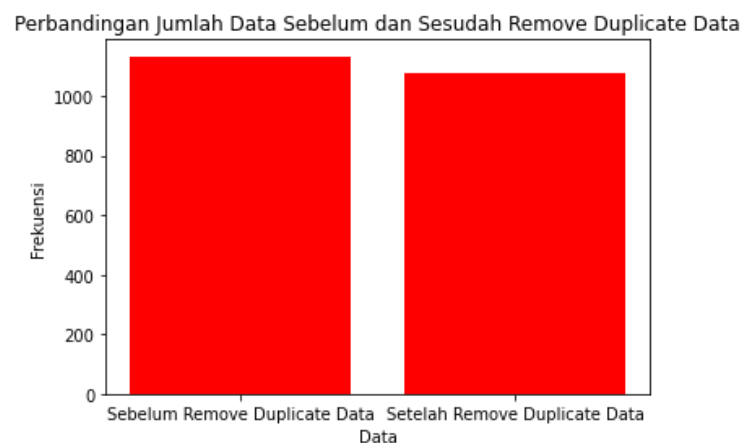 Perbandingan Jumlah Data Sebelum dan Sesudah Remove Duplicate Data
Frekuensi
1000
800
600
400
200
0
Sebelum Remove Duplicate Data
Setelah Remove Duplicate Data
Data